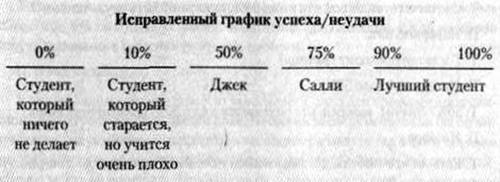 Исправленный график успеха/неудачи
0% 10% 50% 75% 90% 100%
Студент, Студент, Джек Салли Лучший студент
который который
ничего старается,
не делает но учится
очень плохо